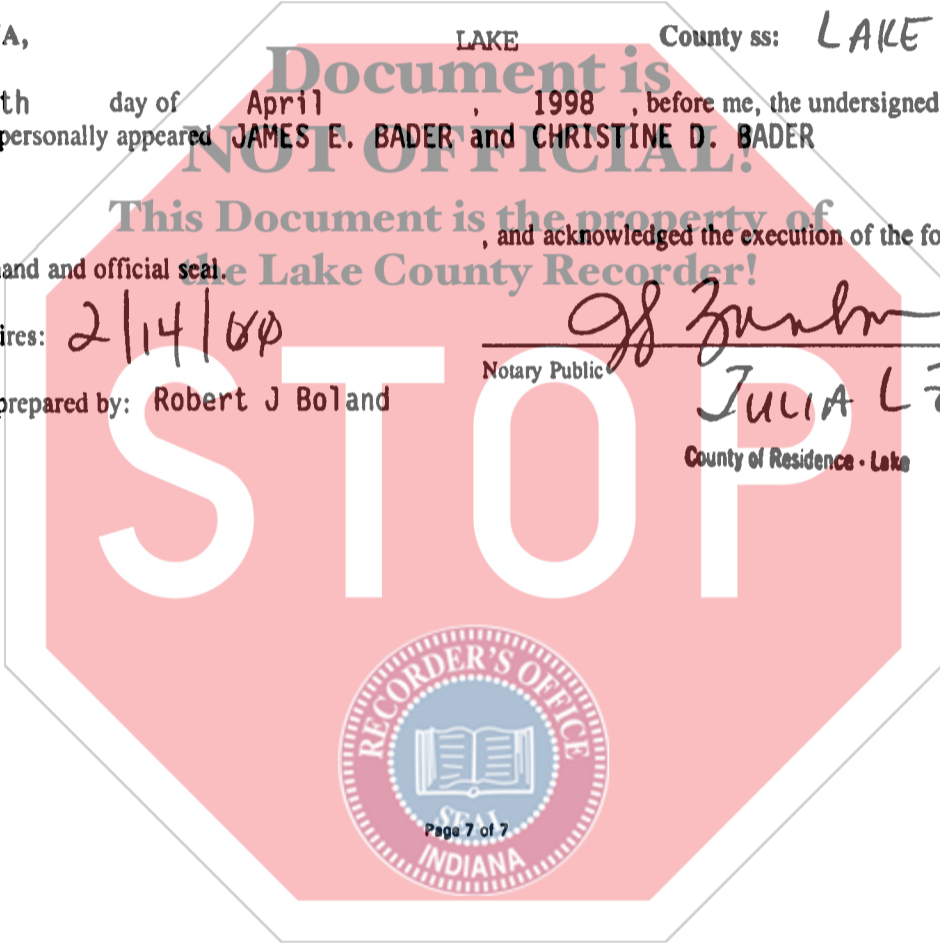 A, LAKE County ss: LAKE
Document is
th day of April , 1998 , before me, the undersigned
personally appeared JAMES E. BADER and CHRISTINE D. BADER
NOT OFFICIAL!
This Document is the property of
, and acknowledged the execution of the fo
and and official seal.
the Lake County Recorder!
ires: 2/14/00
Notary Public
prepared by: Robert J Boland
JULIA L
County of Residence - Lake
STOP
RECORDER'S OFFICE
SEAL
Page 7 of 7
INDIANA